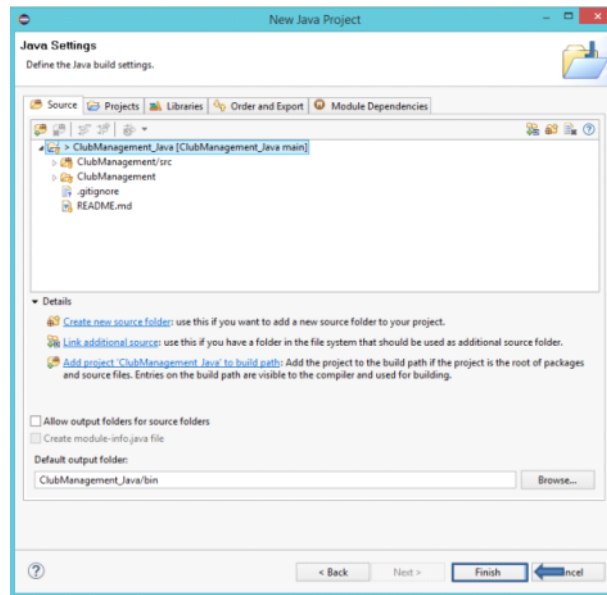 New Java Project
Java Settings
Define the Java build settings.
Source Projects Libraries Order and Export Module Dependencies
> ClubManagement_Java [ClubManagement_Java main]
ClubManagement/src
ClubManagement
.gitignore
README.md
Details
Create new source folder: use this if you want to add a new source folder to your project.
Link additional source: use this if you have a folder in the file system that should be used as additional source folder.
Add project 'ClubManagement_Java' to build path: Add the project to the build path if the project is the root of packages
and source files. Entries on the build path are visible to the compiler and used for building.
Allow output folders for source folders
Create module-info.java file
Default output folder:
ClubManagement_Java/bin
Browse...
< Back Next > Finish ncel